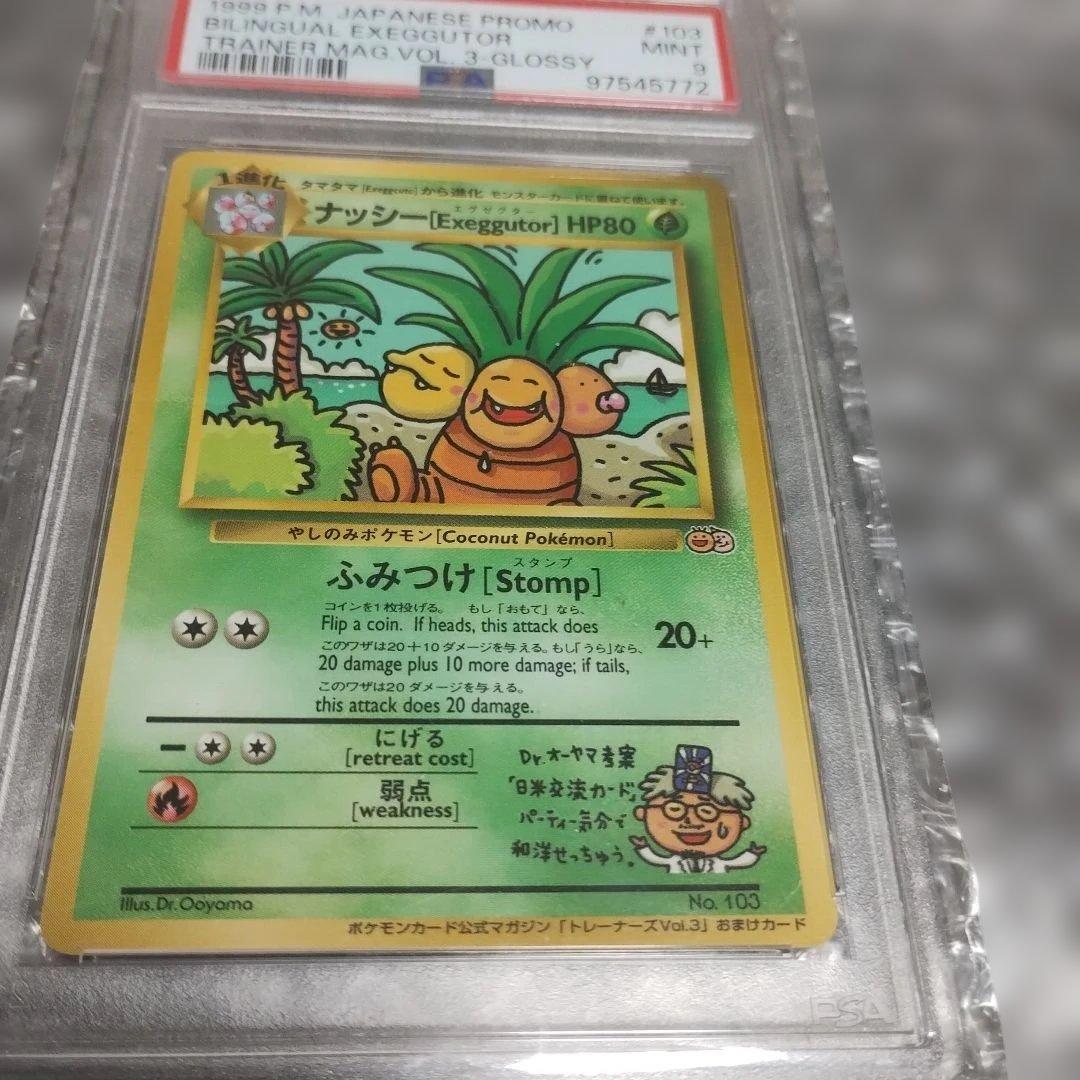 1999 P.M. JAPANESE PROMO #103
BILINGUAL EXEGGUTOR MINT
TRAINER MAG.VOL. 3-GLOSSY 9
PSA 97545772
1進化 タマタマ[Exeggcute]から進化 モンスターカードに重ねて使います。
エグゼクター
ナッシー[Exeggutor] HP80
やしのみポケモン[Coconut Pokémon]
スタンプ
ふみつけ[Stomp]
コインを1枚投げる。 もし「おもて」なら、
Flip a coin. If heads, this attack does
20+
このワザは20+10ダメージを与える。もし「うら」なら、
20 damage plus 10 more damage; if tails,
このワザは20ダメージを与える。
this attack does 20 damage.
にげる
[retreat cost]
弱点
[weakness]
Dr.オーヤマ考案
「日米交流カード」
パーティー気分で
和洋せっちゅう。
Illus.Dr.Ooyama No. 103
ポケモンカード公式マガジン「トレーナーズVol.3」おまけカード
PSA